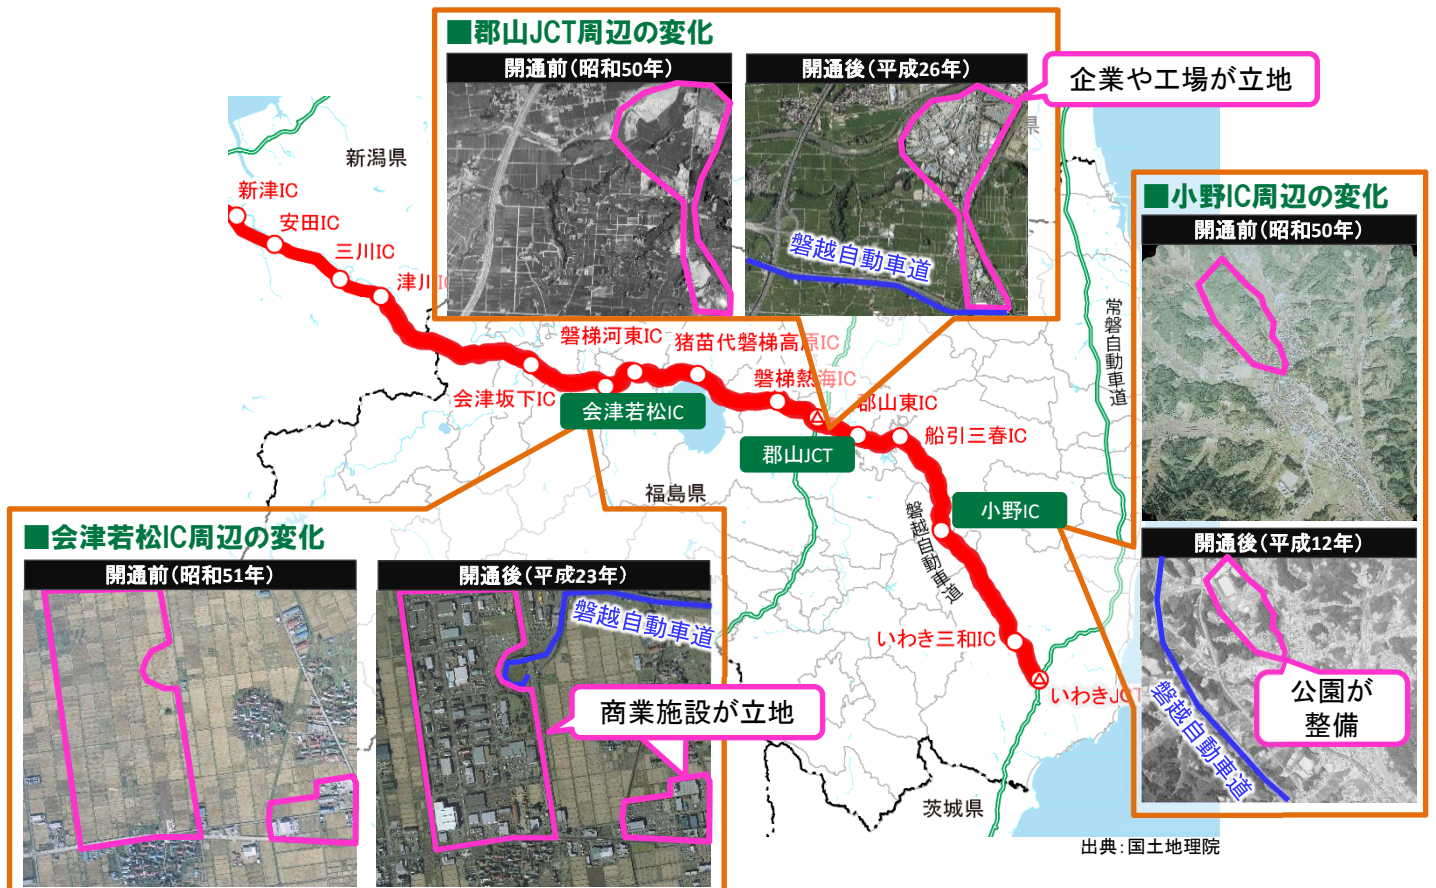 ■郡山JCT周辺の変化
開通前(昭和50年)
開通後(平成26年)
企業や工場が立地
磐越自動車道
県
新潟県
新津IC
安田IC
三川IC
津川IC
■小野IC周辺の変化
開通前(昭和50年)
開通後(平成12年)
磐越自動車道
公園が
整備
常磐自動車道
磐梯河東IC
猪苗代磐梯高原IC
会津坂下IC
会津若松IC
磐梯熱海IC
郡山東IC
郡山JCT
船引三春IC
福島県
小野IC
磐越自動車道
いわき三和IC
いわきJCT
■会津若松IC周辺の変化
開通前(昭和51年)
開通後(平成23年)
磐越自動車道
商業施設が立地
茨城県
出典:国土地理院